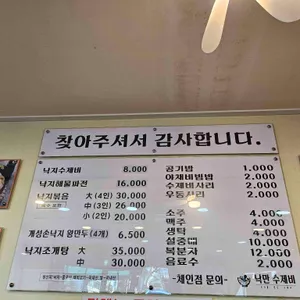 찾아주셔서 감사합니다.
낙지수제비 8.000
낙지해물파전 16.000
낙지볶음 大 (4인) 30.000
中 (3인) 26.000
小 (2인) 20.000
개성손낙지 왕만두 (4개) 6.500
낙지조개탕 大 35.000
中 30.000
공기밥 1.000
야채비빔밥 2.000
수제비사리 2.000
우동사리 2.000
소주 4.000
맥주 4.000
생탁 4.000
설중매 10.000
복분자 12.000
음료수 2.000
-체인점 문의-
낙원 수제비